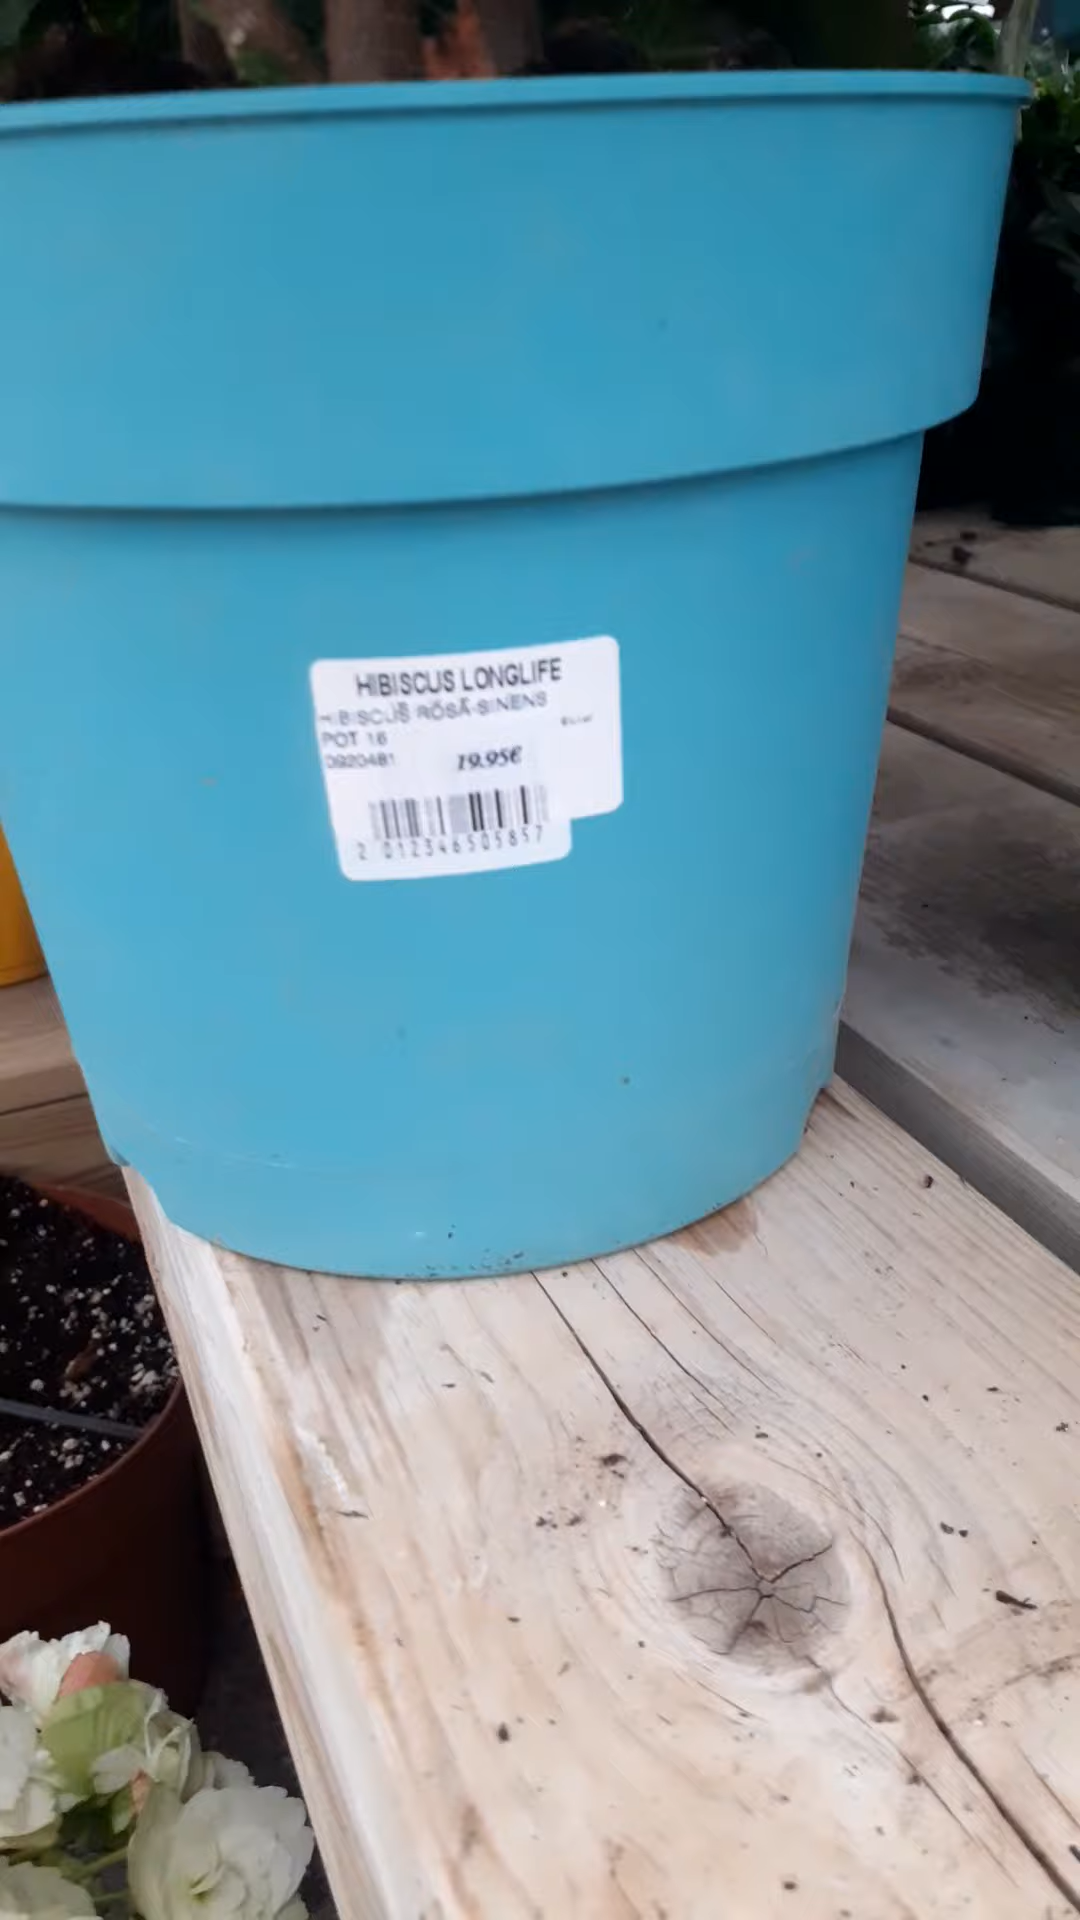 HIBISCUS LONGLIFE
HIBISCUS ROSA-SINENS
POT 16
0920481 19.95€
2 012346505857